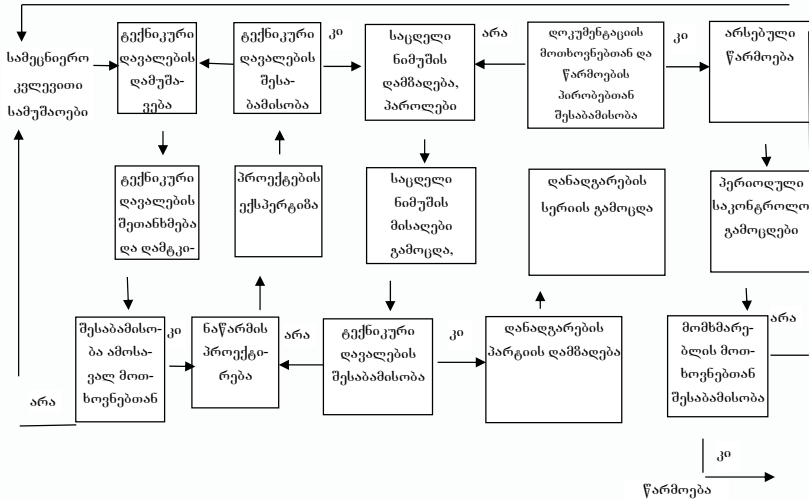 სამეცნიერო
კვლევითი
სამუშაოები
ტექნიკური
დავალების
დამუშა-
ვება
ტექნიკური
დავალების
შესა-
ბამისობა
კი
საცდელი
ნიმუშის
დამზადება,
პაროლები
არა
დოკუმენტაციის
მოთხოვნებთან და
წარმოების
პირობებთან
შესაბამისობა
კი
არსებული
წარმოება
ტექნიკური
დავალების
შეთანხმება
და დამტკი-
პროექტების
ექსპერტიზა
საცდელი
ნიმუშის
მისაღები
გამოცდა,
დანადგარების
სერიის გამოცდა
პერიოდული
საკონტროლო
გამოცდები
არა
შესაბამისო-
ბა ამოსა-
ვალ მოთ-
ხოვნებთან
კი
ნაწარმის
პროექტი-
რება
არა
ტექნიკური
დავალების
შესაბამისობა
კი
დანადგარების
პარტიის დამზადება
მომხმარე-
ბლის მოთ-
ხოვნებთან
შესაბამისობა
არა
კი
წარმოება